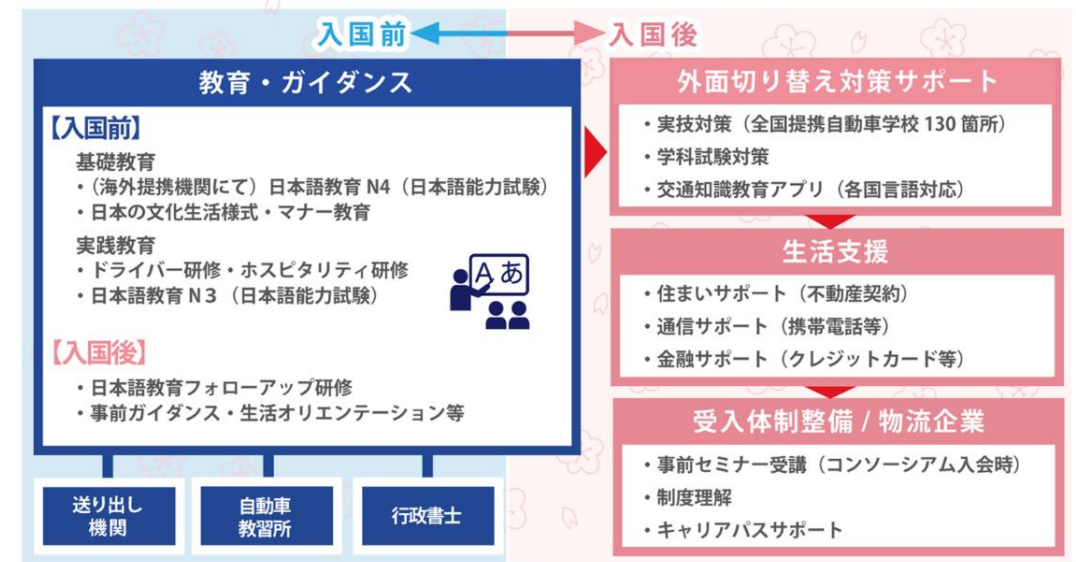 入国前
入国後
教育・ガイダンス
【入国前】
基礎教育
・（海外提携機関にて）日本語教育 N4（日本語能力試験）
・日本の文化生活様式・マナー教育
実践教育
・ドライバー研修・ホスピタリティ研修
・日本語教育 N３（日本語能力試験）
A あ
【入国後】
・日本語教育フォローアップ研修
・事前ガイダンス・生活オリエンテーション等
送り出し
機関
自動車
教習所
行政書士
外面切り替え対策サポート
・実技対策（全国提携自動車学校 130 箇所）
・学科試験対策
・交通知識教育アプリ（各国言語対応）
生活支援
・住まいサポート（不動産契約）
・通信サポート（携帯電話等）
・金融サポート（クレジットカード等）
受入体制整備 / 物流企業
・事前セミナー受講（コンソーシアム入会時）
・制度理解
・キャリアパスサポート